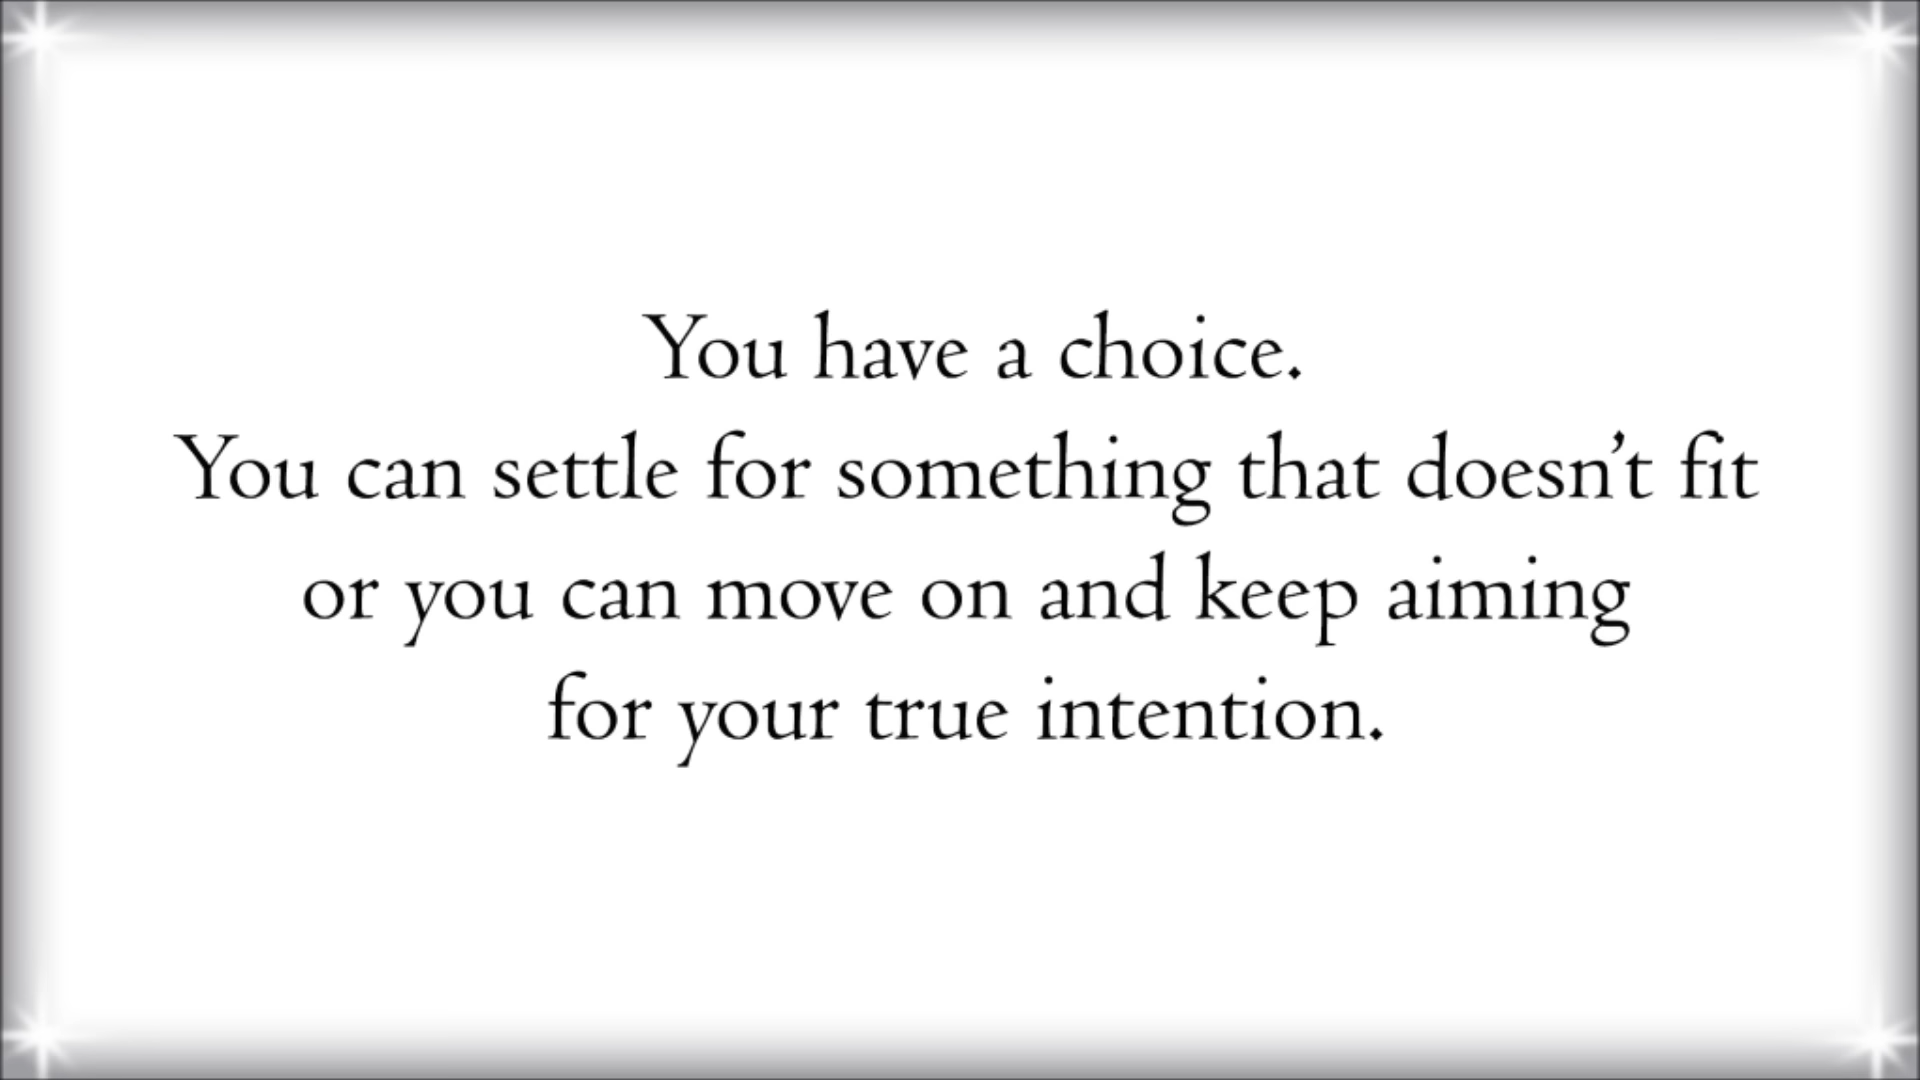 You have a choice.
You can settle for something that doesn’t fit
or you can move on and keep aiming
for your true intention.